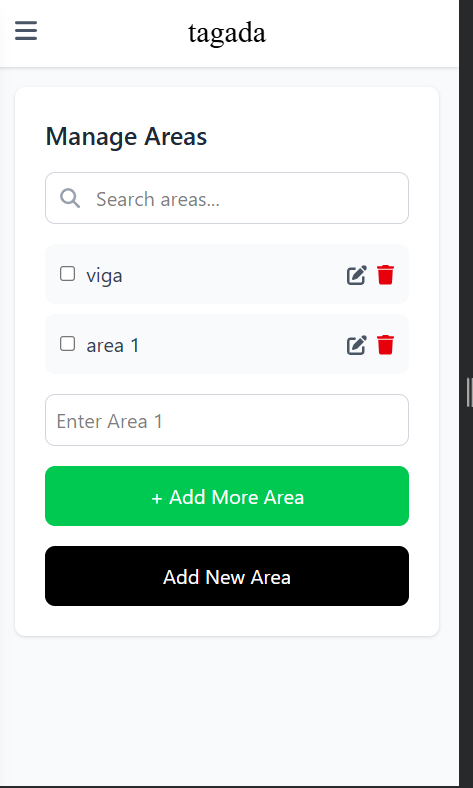 tagada
Manage Areas
Search areas...
viga
area 1
Enter Area 1
+ Add More Area
Add New Area